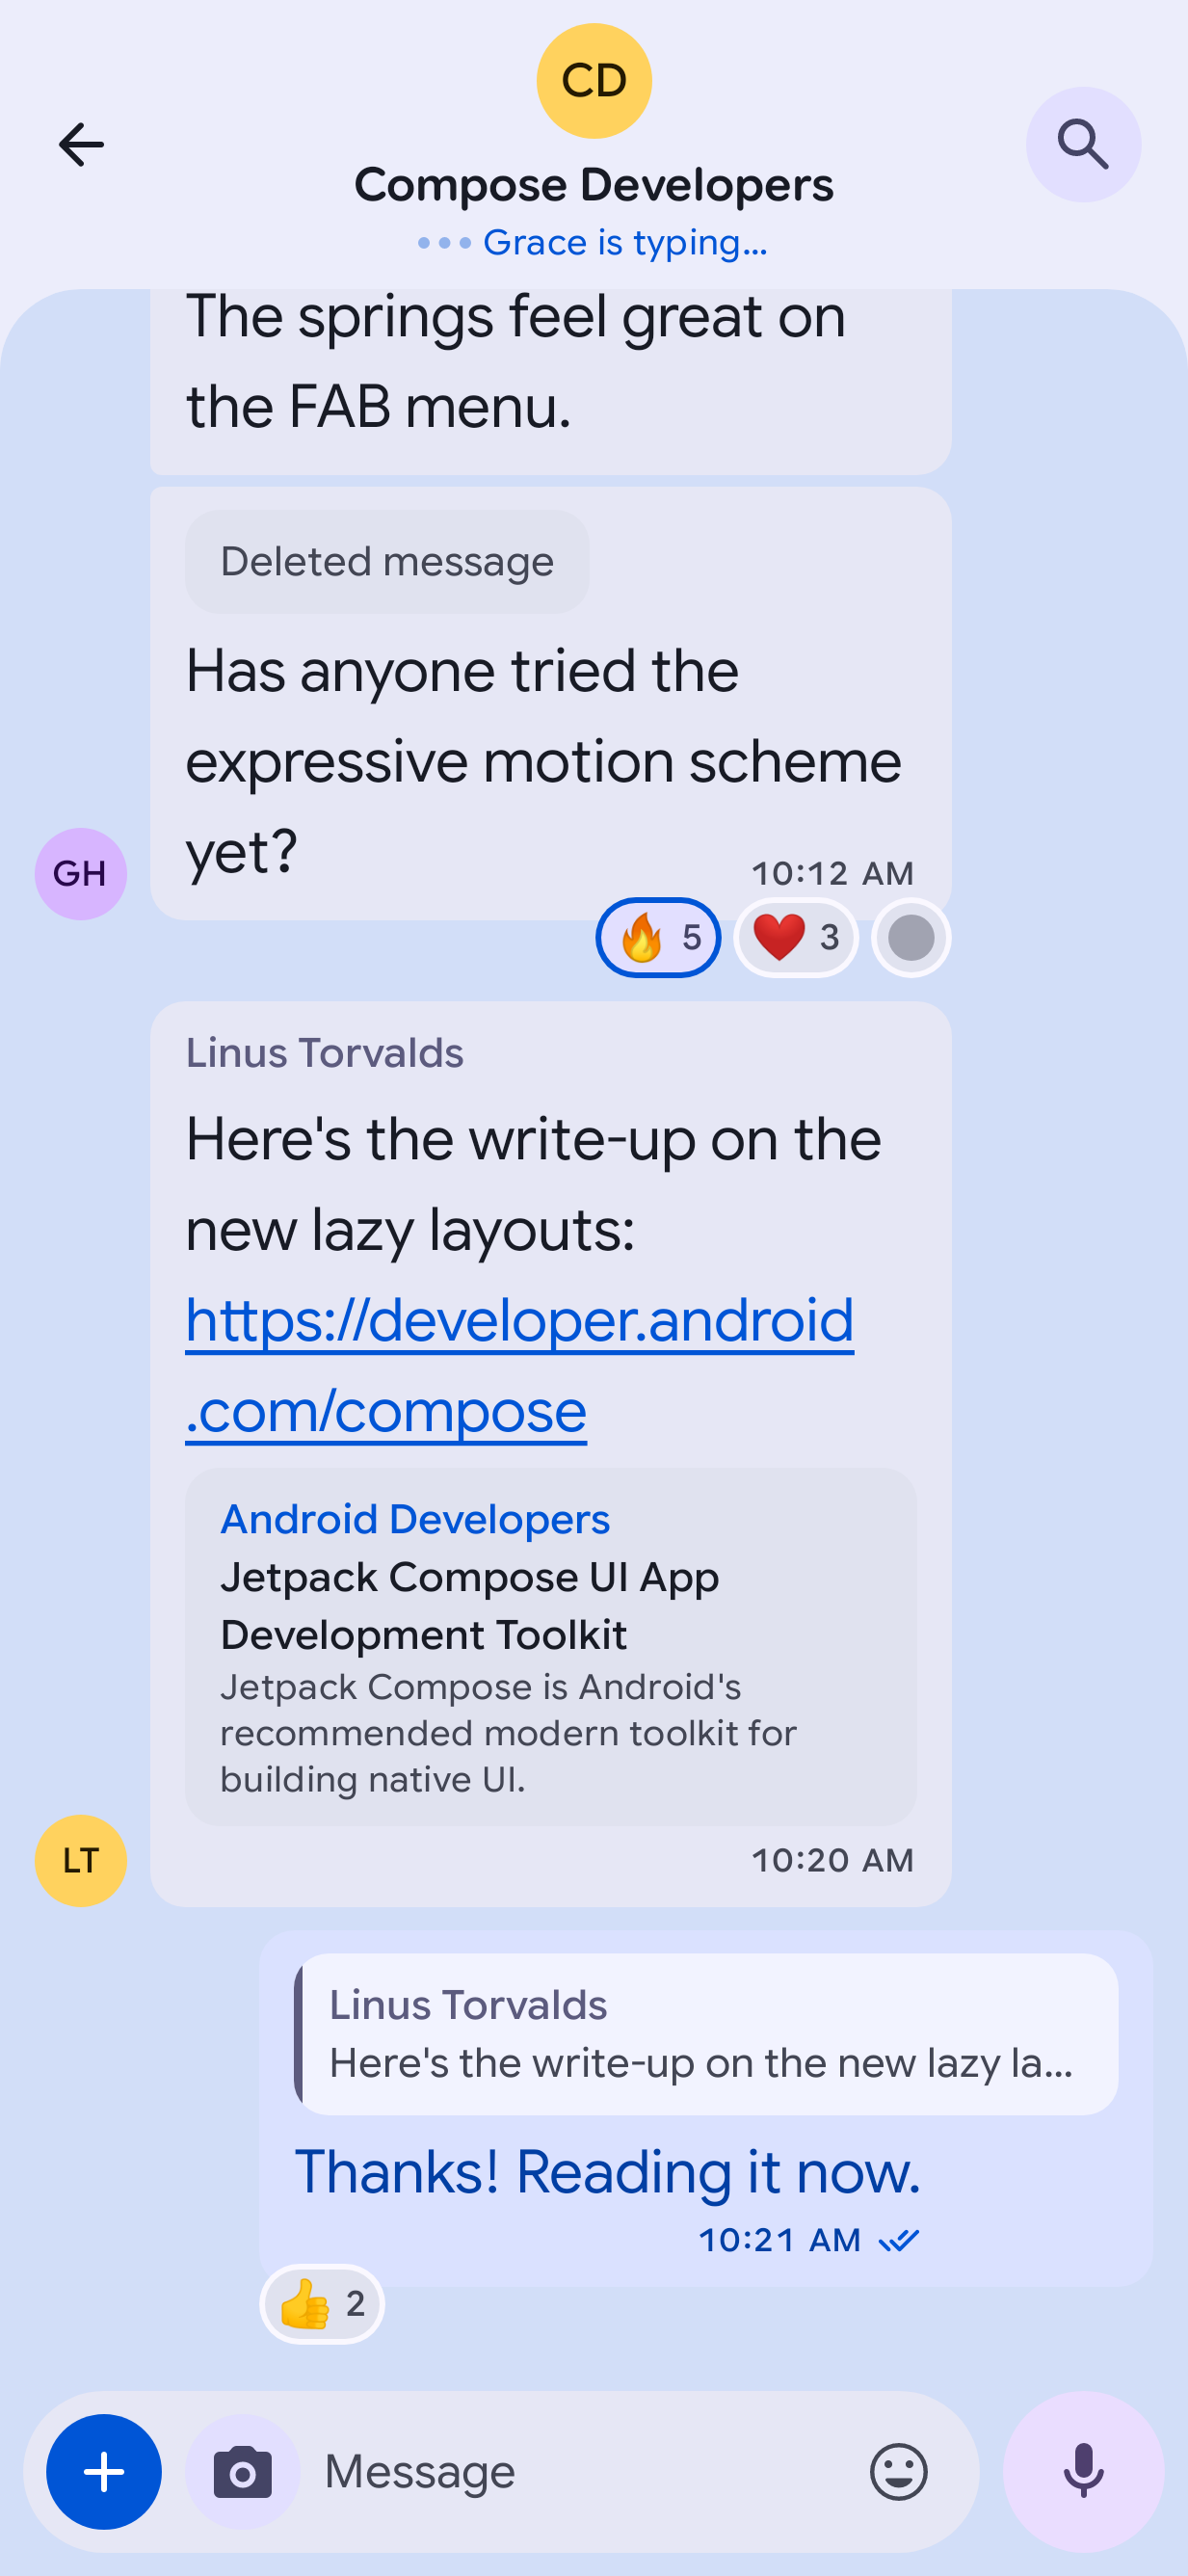 CD
Compose Developers
Grace is typing...
The springs feel great on
the FAB menu.
Deleted message
Has anyone tried the
expressive motion scheme
yet?
GH
10:12 AM
🔥 5 ❤️ 3
Linus Torvalds
Here's the write-up on the
new lazy layouts:
https://developer.android
.com/compose
Android Developers
Jetpack Compose UI App
Development Toolkit
Jetpack Compose is Android's
recommended modern toolkit for
building native UI.
LT
10:20 AM
Linus Torvalds
Here's the write-up on the new lazy la...
Thanks! Reading it now.
10:21 AM
👍 2
Message